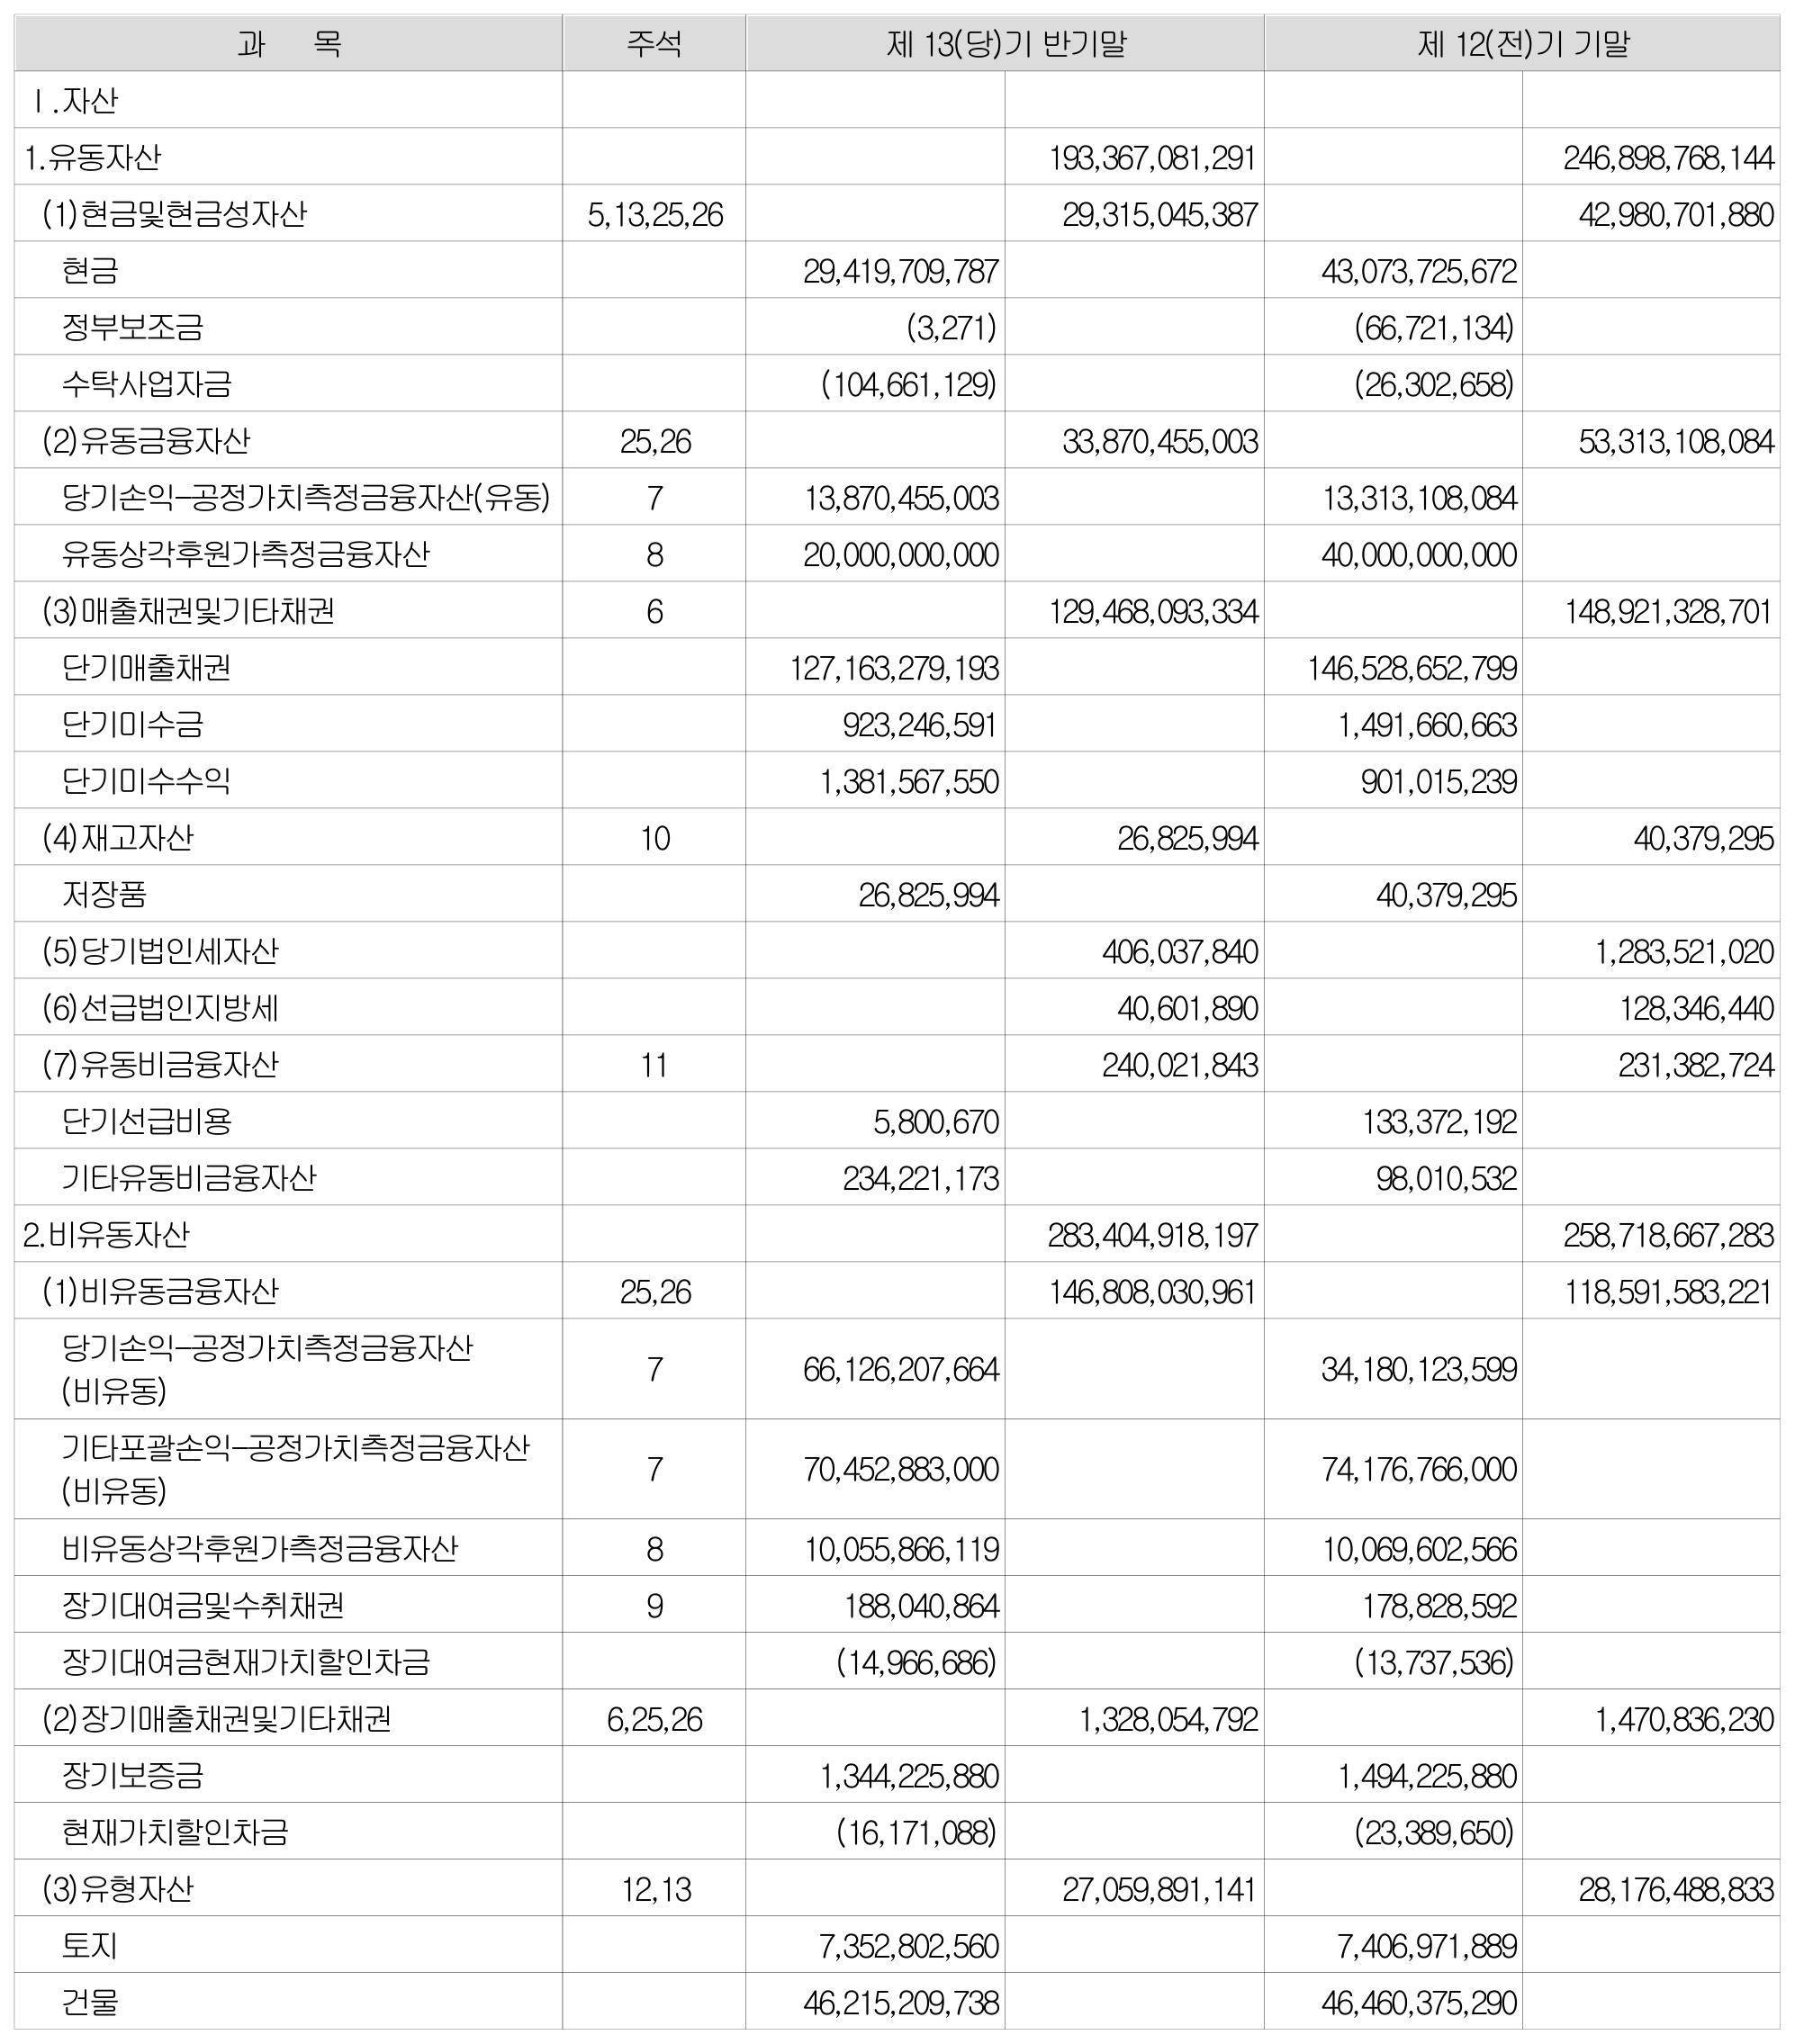 과 목 주석 제 13(당)기 반기말 제 12(전)기 기말
Ⅰ.자산
1.유동자산 193,367,081,291 246,898,768,144
(1)현금및현금성자산 5,13,25,26 29,315,045,387 42,980,701,880
현금 29,419,709,787 43,073,725,672
정부보조금 (3,271) (66,721,134)
수탁사업자금 (104,661,129) (26,302,658)
(2)유동금융자산 25,26 33,870,455,003 53,313,108,084
당기손익–공정가치측정금융자산(유동) 7 13,870,455,003 13,313,108,084
유동상각후원가측정금융자산 8 20,000,000,000 40,000,000,000
(3)매출채권및기타채권 6 129,468,093,334 148,921,328,701
단기매출채권 127,163,279,193 146,528,652,799
단기미수금 923,246,591 1,491,660,663
단기미수수익 1,381,567,550 901,015,239
(4)재고자산 10 26,825,994 40,379,295
저장품 26,825,994 40,379,295
(5)당기법인세자산 406,037,840 1,283,521,020
(6)선급법인지방세 40,601,890 128,346,440
(7)유동비금융자산 11 240,021,843 231,382,724
단기선급비용 5,800,670 133,372,192
기타유동비금융자산 234,221,173 98,010,532
2.비유동자산 283,404,918,197 258,718,667,283
(1)비유동금융자산 25,26 146,808,030,961 118,591,583,221
당기손익–공정가치측정금융자산
(비유동) 7 66,126,207,664 34,180,123,599
기타포괄손익–공정가치측정금융자산
(비유동) 7 70,452,883,000 74,176,766,000
비유동상각후원가측정금융자산 8 10,055,866,119 10,069,602,566
장기대여금및수취채권 9 188,040,864 178,828,592
장기대여금현재가치할인차금 (14,966,686) (13,737,536)
(2)장기매출채권및기타채권 6,25,26 1,328,054,792 1,470,836,230
장기보증금 1,344,225,880 1,494,225,880
현재가치할인차금 (16,171,088) (23,389,650)
(3)유형자산 12,13 27,059,891,141 28,176,488,833
토지 7,352,802,560 7,406,971,889
건물 46,215,209,738 46,460,375,290